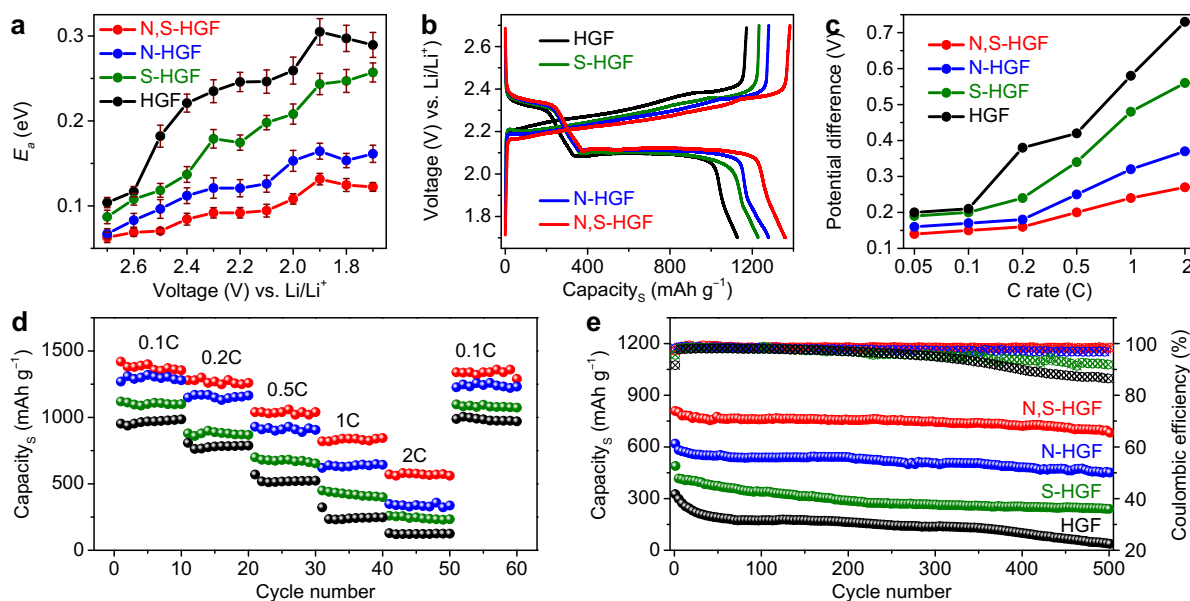 a
N,S-HGF
N-HGF
S-HGF
HGF
0.3
0.2
0.1
Eₐ (eV)
2.6 2.4 2.2 2.0 1.8
Voltage (V) vs. Li/Li⁺
b
HGF
S-HGF
N-HGF
N,S-HGF
2.6
2.3
2.0
1.7
Voltage (V) vs. Li/Li⁺
0 400 800 1200
Capacityₛ (mAh g⁻¹)
c
N,S-HGF
N-HGF
S-HGF
HGF
0.7
0.6
0.5
0.4
0.3
0.2
0.1
Potential difference (V)
0.05 0.1 0.2 0.5 1 2
C rate (C)
d
0.1C
0.2C
0.5C
1C
2C
0.1C
1500
1000
500
0
Capacityₛ (mAh g⁻¹)
0 10 20 30 40 50 60
Cycle number
e
N,S-HGF
N-HGF
S-HGF
HGF
1200
900
600
300
0
Capacityₛ (mAh g⁻¹)
100
80
60
40
20
Coulombic efficiency (%)
0 100 200 300 400 500
Cycle number